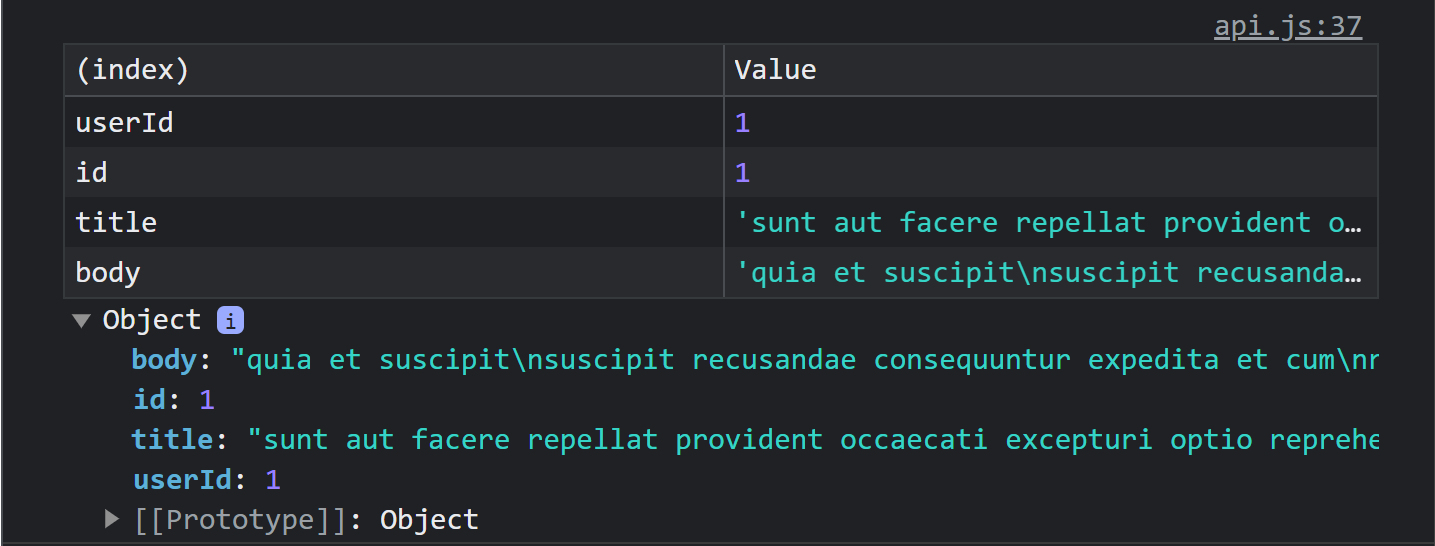 api.js:37
(index) Value
userId 1
id 1
title 'sunt aut facere repellat provident o…
body 'quia et suscipit\nsuscipit recusanda…
▼ Object i
body: "quia et suscipit\nsuscipit recusandae consequuntur expedita et cum\nr
id: 1
title: "sunt aut facere repellat provident occaecati excepturi optio reprehe
userId: 1
▶ [[Prototype]]: Object